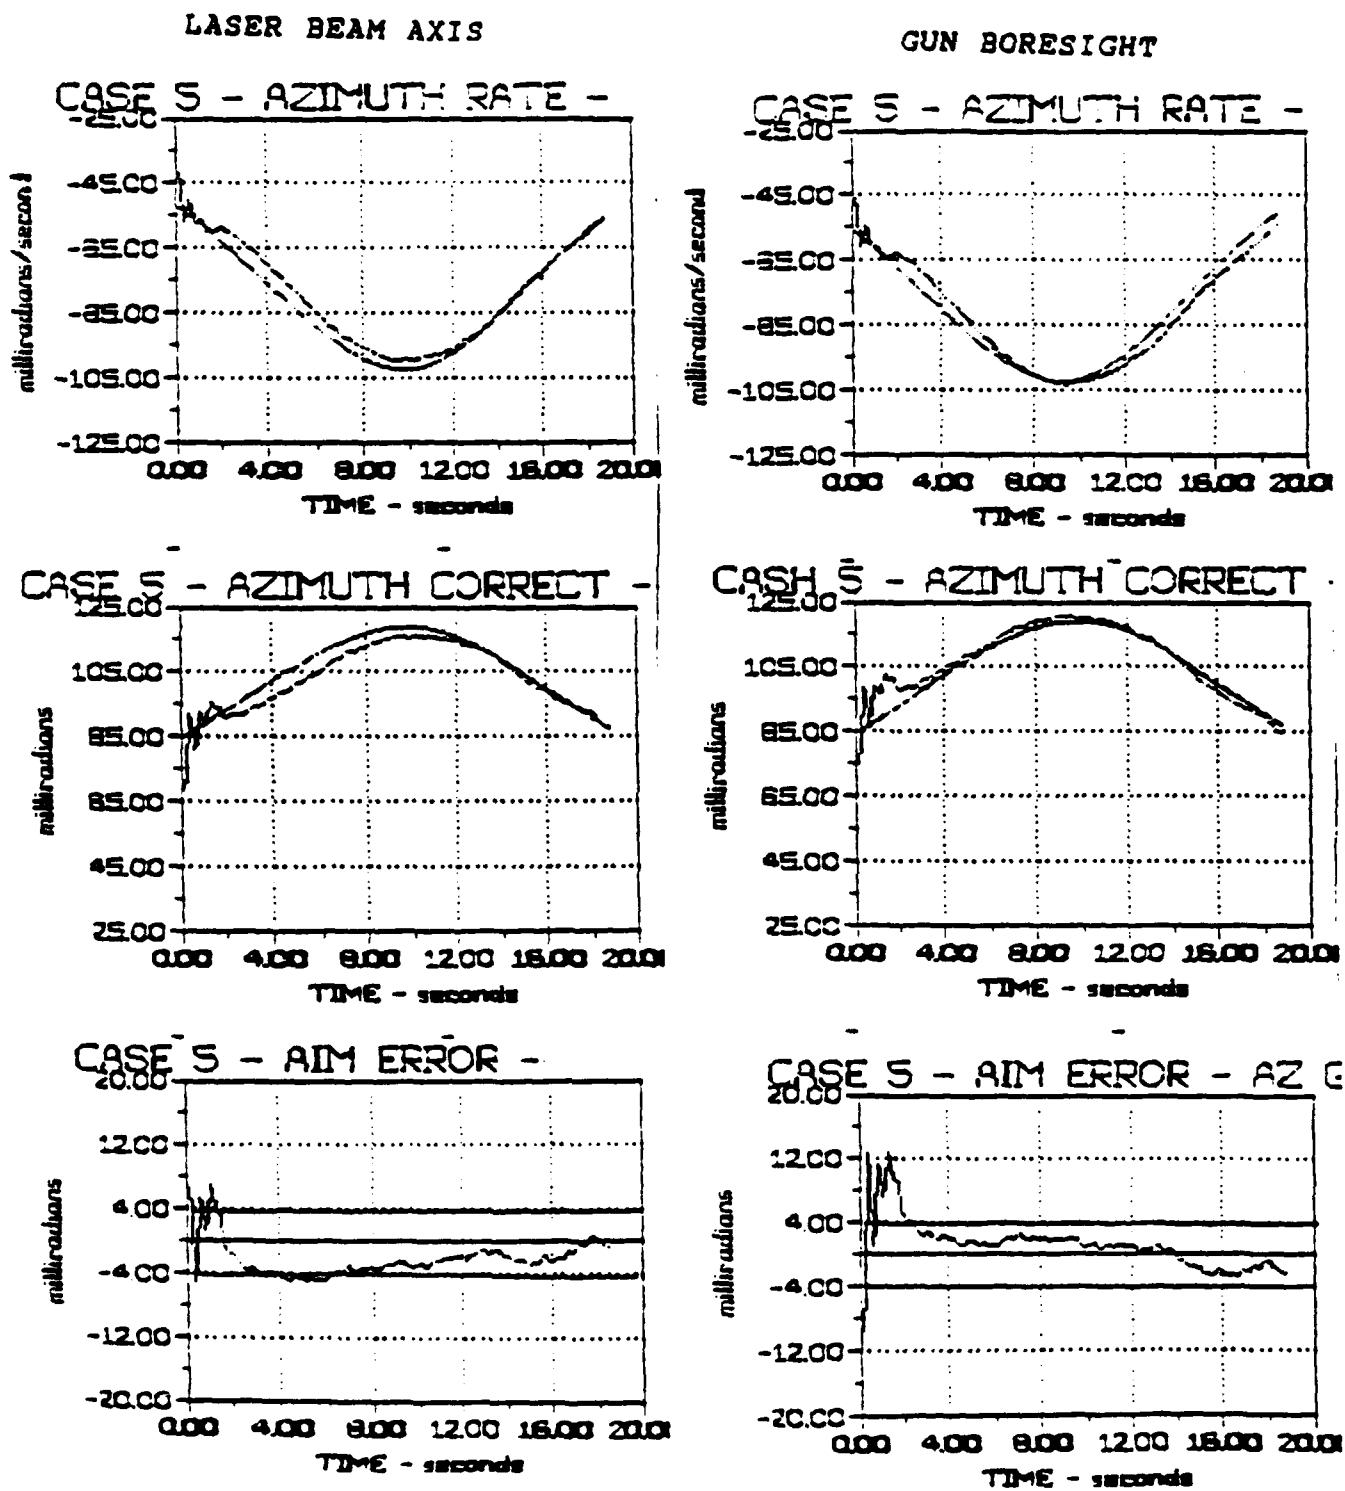 LASER BEAM AXIS
GUN BORESIGHT
CASE 5 - AZIMUTH RATE -
-25.00
-45.00
-65.00
-85.00
-105.00
-125.00
milliradians/second
0.00 4.00 8.00 12.00 16.00 20.0
TIME - seconds
CASE 5 - AZIMUTH RATE -
-25.00
-45.00
-65.00
-85.00
-105.00
-125.00
milliradians/second
0.00 4.00 8.00 12.00 16.00 20.0
TIME - seconds
CASE 5 - AZIMUTH CORRECT -
125.00
105.00
85.00
65.00
45.00
25.00
milliradians
0.00 4.00 8.00 12.00 16.00 20.0
TIME - seconds
CASH 5 - AZIMUTH CORRECT
125.00
105.00
85.00
65.00
45.00
25.00
milliradians
0.00 4.00 8.00 12.00 16.00 20.0
TIME - seconds
CASE 5 - AIM ERROR -
20.00
12.00
4.00
-4.00
-12.00
-20.00
milliradians
0.00 4.00 8.00 12.00 16.00 20.0
TIME - seconds
CASE 5 - AIM ERROR - AZ G
20.00
12.00
4.00
-4.00
-12.00
-20.00
milliradians
0.00 4.00 8.00 12.00 16.00 20.0
TIME - seconds